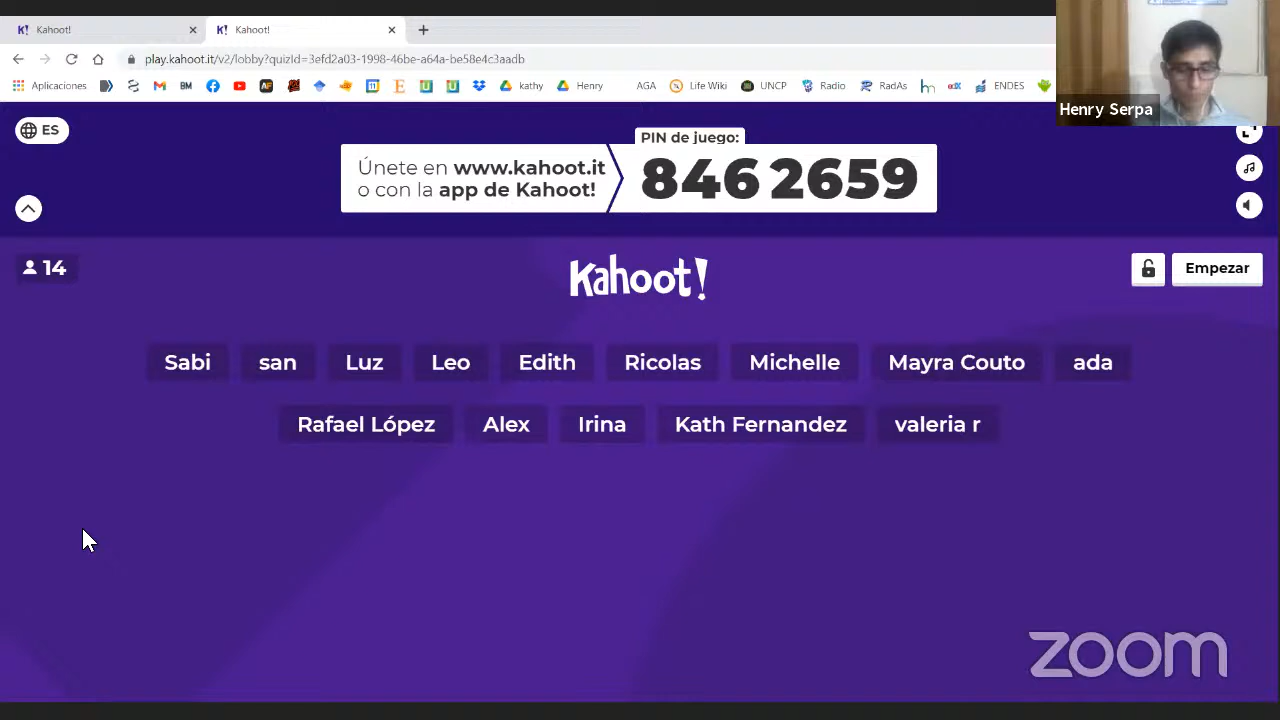 K! Kahoot!
K! Kahoot!
play.kahoot.it/v2/lobby?quizId=3efd2a03-1998-46be-a64a-be58e4c3aadb
Aplicaciones BM AF 11 E kathy Henry AGA Life Wiki UNCP Radio RadAs ENDES
Henry Serpa
ES
PIN de juego:
Únete en www.kahoot.it
o con la app de Kahoot!
846 2659
14
Kahoot!
Empezar
Sabi san Luz Leo Edith Ricolas Michelle Mayra Couto ada
Rafael López Alex Irina Kath Fernandez valeria r
zoom